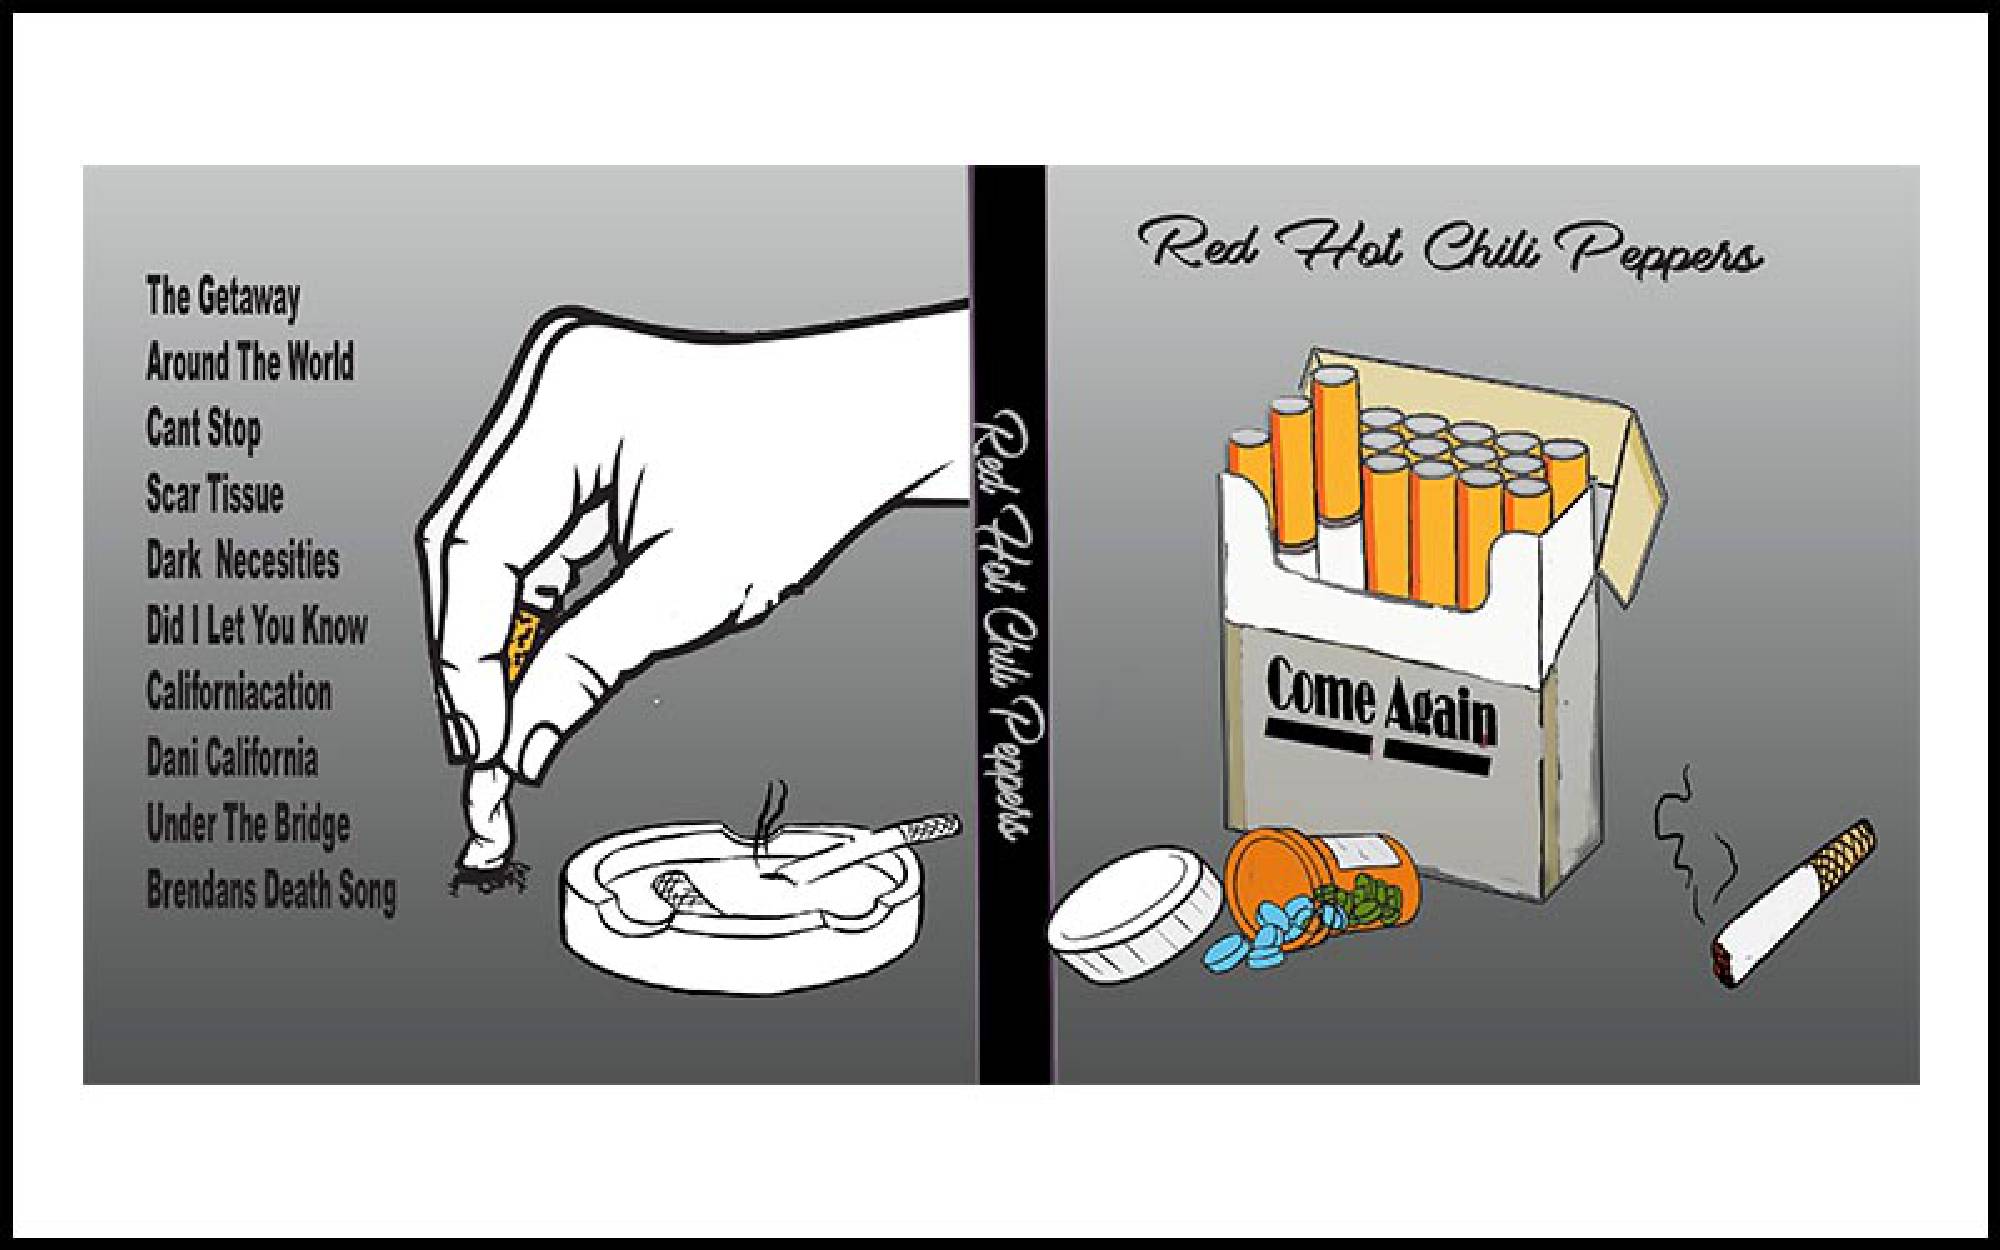 The Getaway
Around The World
Cant Stop
Scar Tissue
Dark  Necesities
Did I Let You Know
Californiacation
Dani California
Under The Bridge
Brendans Death Song
Red Hot Chili Peppers
Red Hot Chili Peppers
Come Again